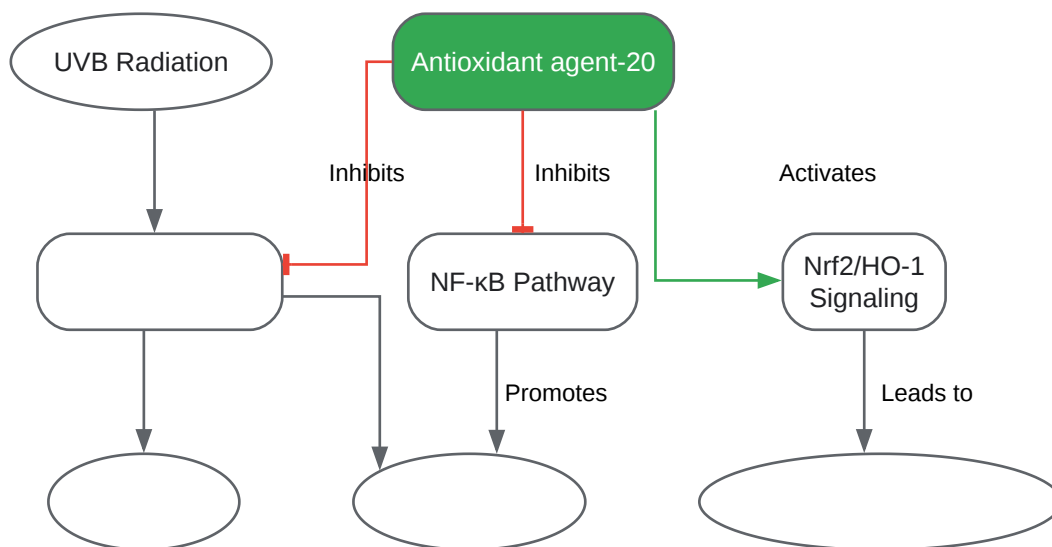 UVB Radiation
Antioxidant agent-20
Inhibits
Inhibits
Activates
NF-κB Pathway
Nrf2/HO-1
Signaling
Promotes
Leads to